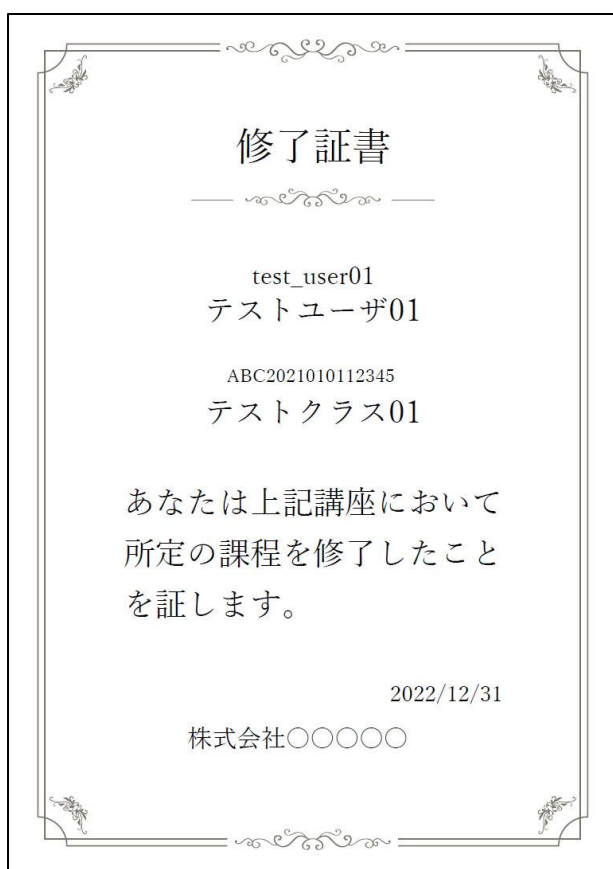 修了証書
test_user01
テストユーザ01
ABC2021010112345
テストクラス01
あなたは上記講座において
所定の課程を修了したこと
を証します。
2022/12/31
株式会社○○○○○